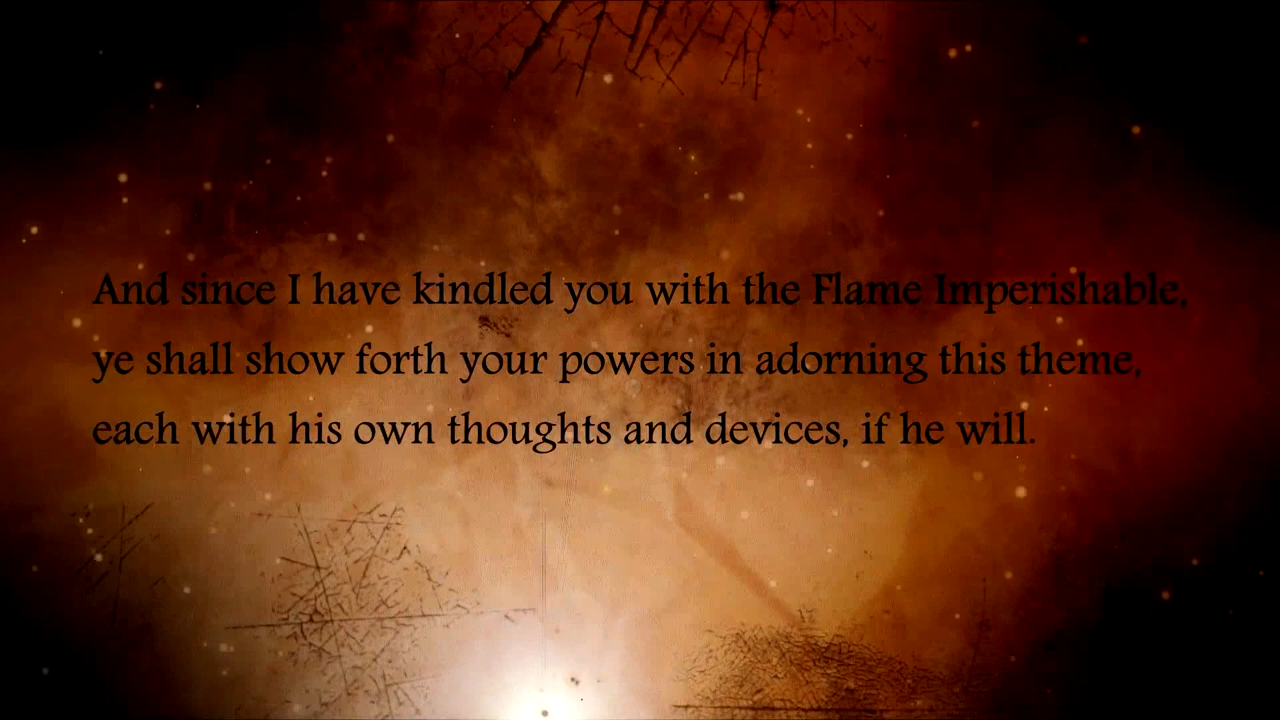 And since I have kindled you with the Flame Imperishable,
ye shall show forth your powers in adorning this theme,
each with his own thoughts and devices, if he will.